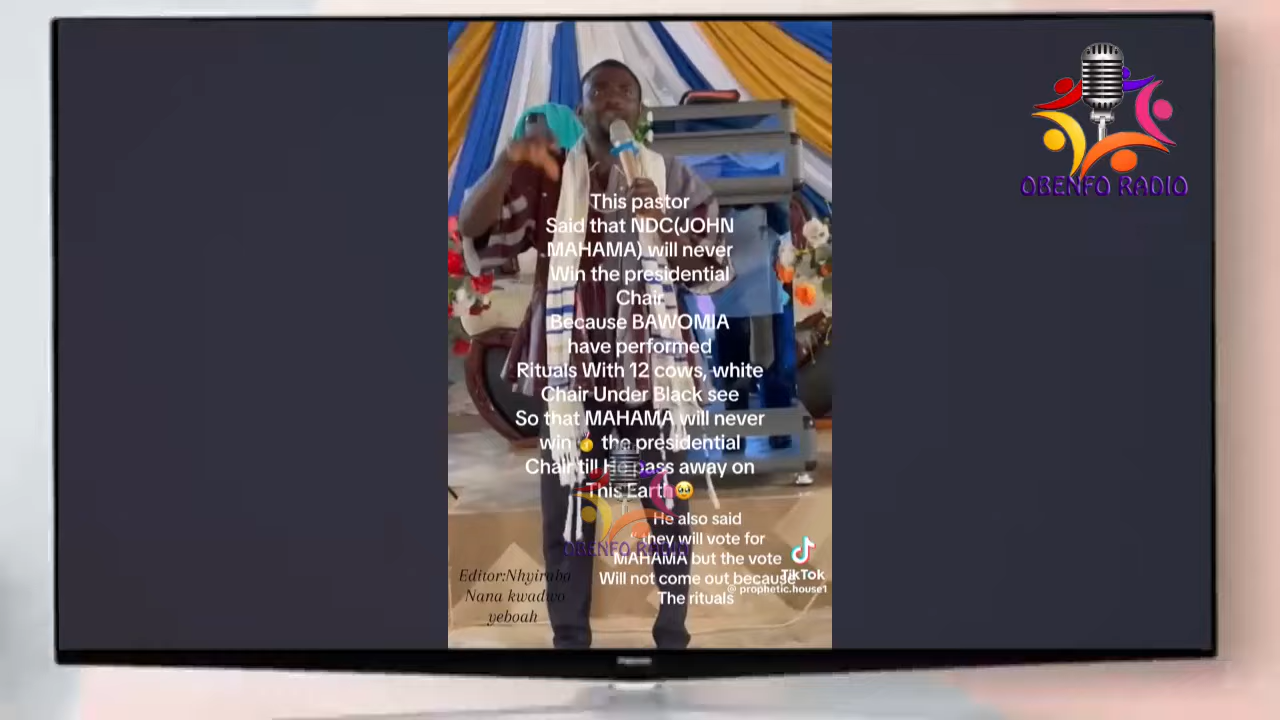 OBENFO RADIO
This pastor
Said that NDC(JOHN
MAHAMA) will never
Win the presidential
Chair
Because BAWOMIA
have performed
Rituals With 12 cows, white
Chair Under Black see
So that MAHAMA will never
win 🥇 the presidential
Chair till He pass away on
This Earth🥹
He also said
they will vote for
MAHAMA but the vote
Will not come out because
The rituals
OBENFO RADIO
Editor:Nhyiraba
Nana kwadwo
yeboah
TikTok
@ prophetic.house1